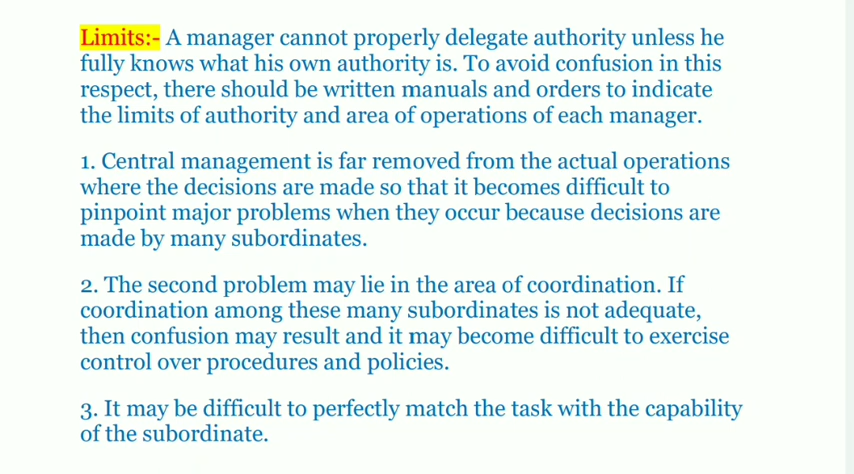 Limits:- A manager cannot properly delegate authority unless he
fully knows what his own authority is. To avoid confusion in this
respect, there should be written manuals and orders to indicate
the limits of authority and area of operations of each manager.
1. Central management is far removed from the actual operations
where the decisions are made so that it becomes difficult to
pinpoint major problems when they occur because decisions are
made by many subordinates.
2. The second problem may lie in the area of coordination. If
coordination among these many subordinates is not adequate,
then confusion may result and it may become difficult to exercise
control over procedures and policies.
3. It may be difficult to perfectly match the task with the capability
of the subordinate.